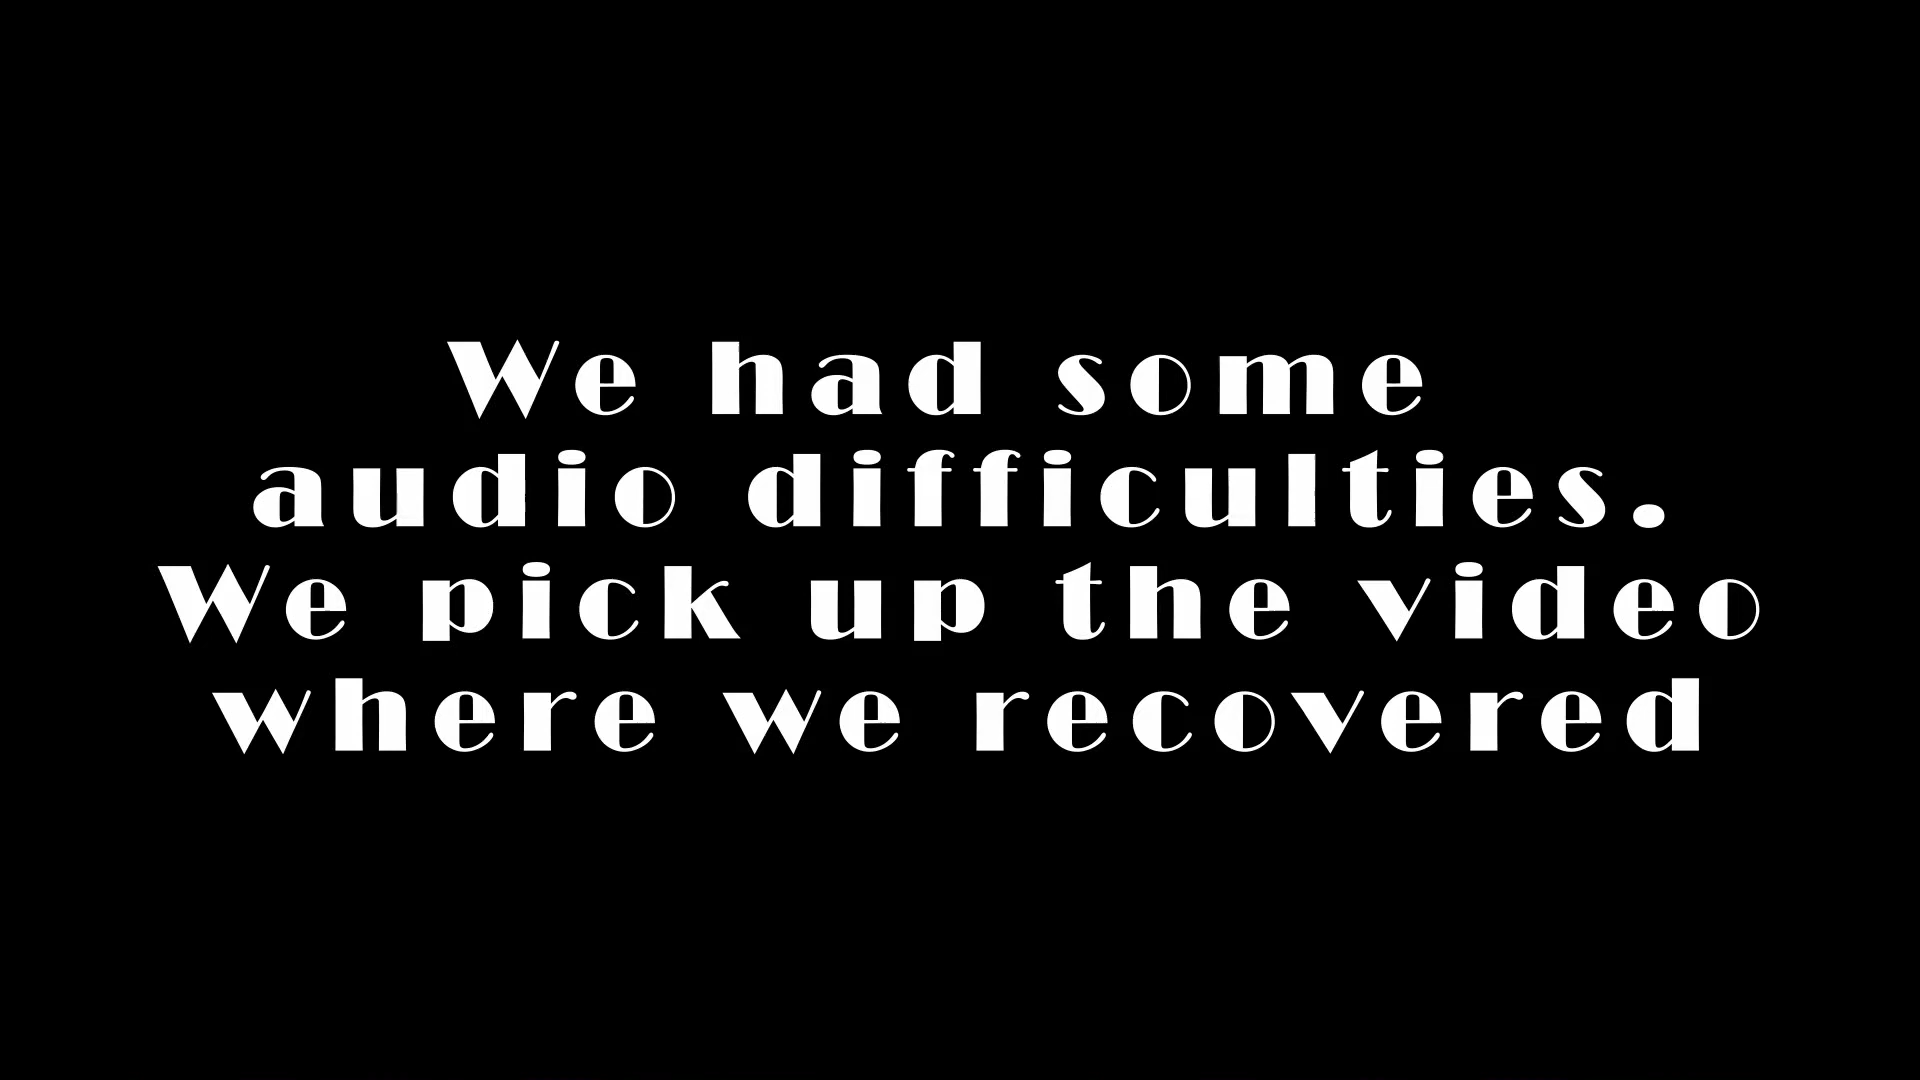 We had some
audio difficulties.
We pick up the video
where we recovered